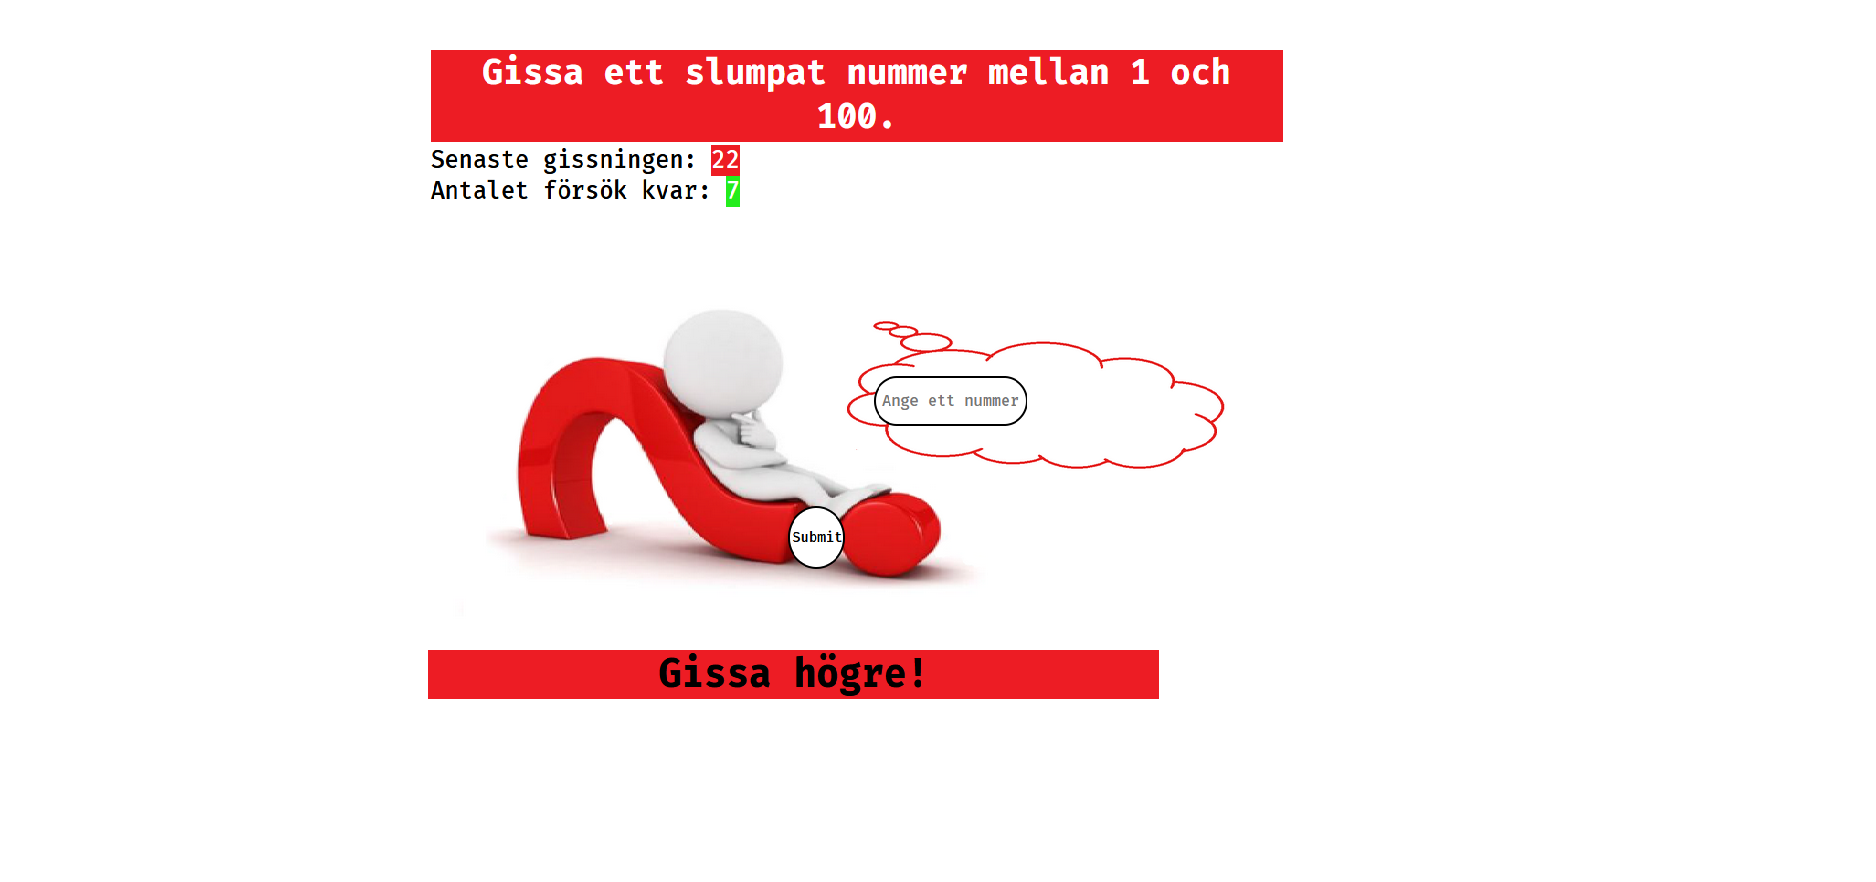 Gissa ett slumpat nummer mellan 1 och
100.
Senaste gissningen: 22
Antalet försök kvar: 7
Ange ett nummer
Submit
Gissa högre!